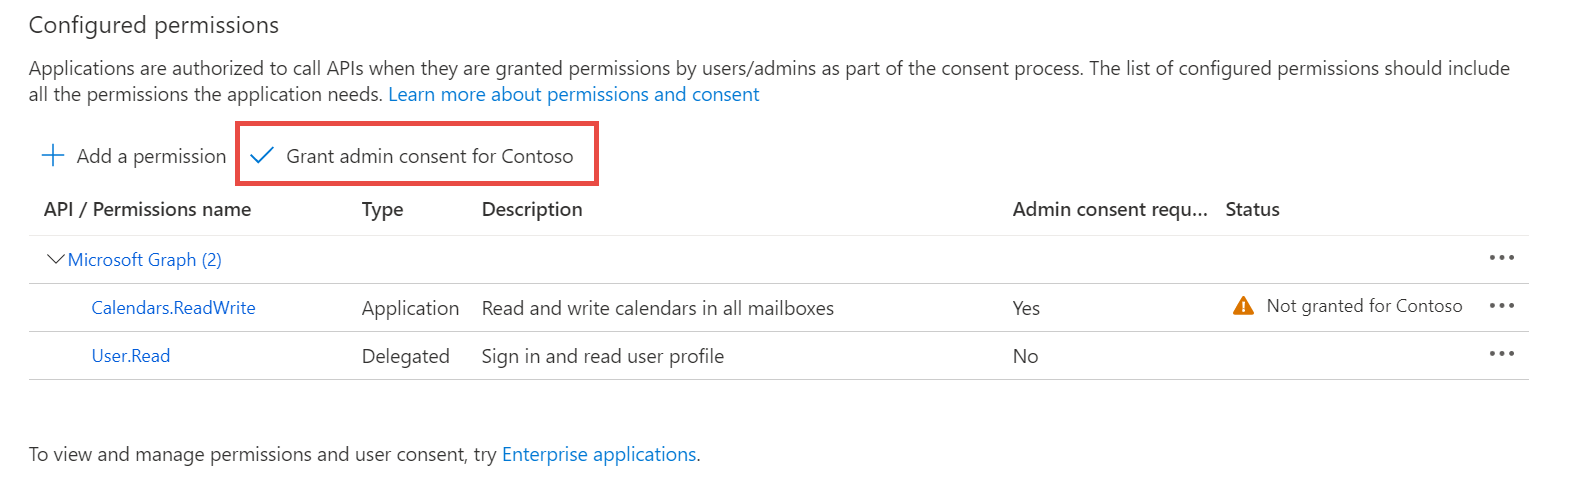 Configured permissions
Applications are authorized to call APIs when they are granted permissions by users/admins as part of the consent process. The list of configured permissions should include
all the permissions the application needs. Learn more about permissions and consent
Add a permission Grant admin consent for Contoso
API / Permissions name Type Description Admin consent requ... Status
Microsoft Graph (2)
Calendars.ReadWrite Application Read and write calendars in all mailboxes Yes Not granted for Contoso
User.Read Delegated Sign in and read user profile No
To view and manage permissions and user consent, try Enterprise applications.